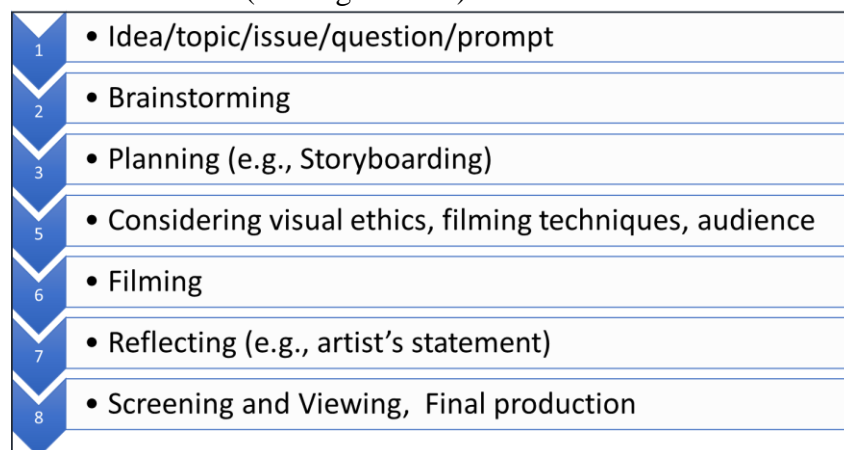 1 • Idea/topic/issue/question/prompt
2 • Brainstorming
3 • Planning (e.g., Storyboarding)
5 • Considering visual ethics, filming techniques, audience
6 • Filming
7 • Reflecting (e.g., artist’s statement)
8 • Screening and Viewing, Final production